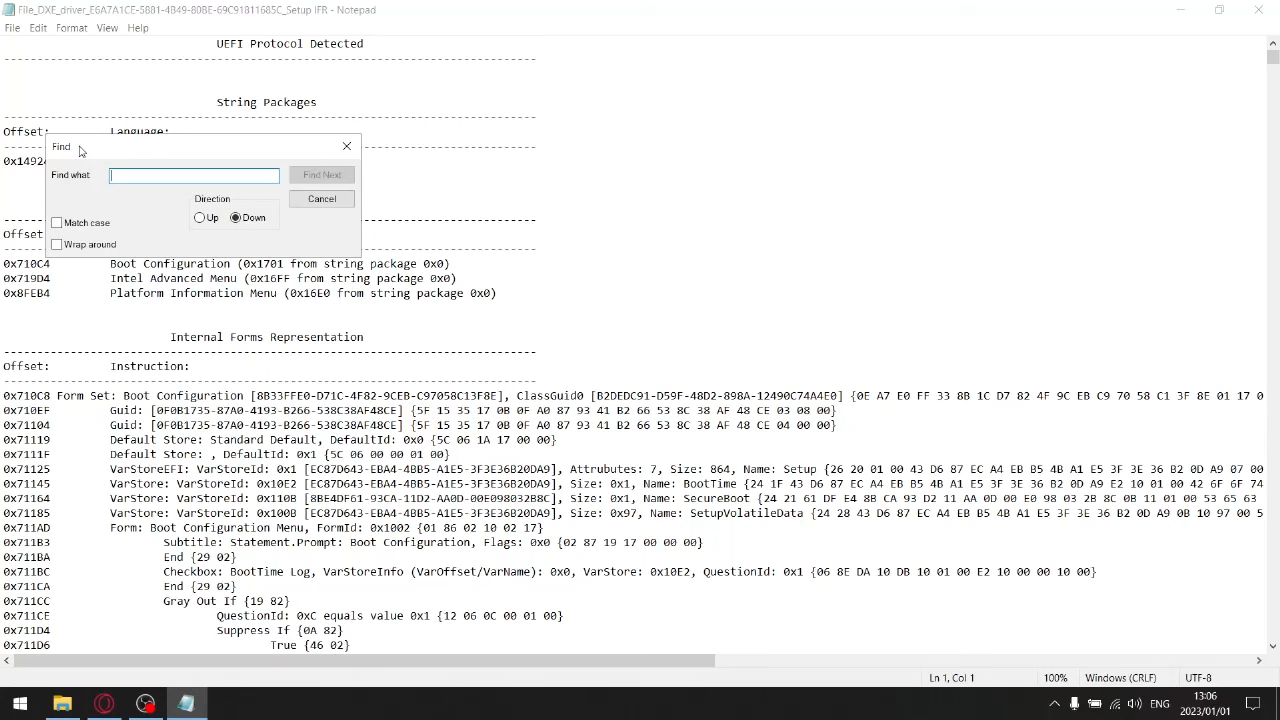 File_DXE_driver_E6A7A1CE-5881-4B49-80BE-69C91811685C_Setup IFR - Notepad
File Edit Format View Help
UEFI Protocol Detected
--------------------------------------------------------------------------------
String Packages
--------------------------------------------------------------------------------
Offset: Language:
Find
0x1492
Find what: Find Next
Direction Cancel
Up Down
Match case
Offset
Wrap around
0x710C4 Boot Configuration (0x1701 from string package 0x0)
0x719D4 Intel Advanced Menu (0x16FF from string package 0x0)
0x8FEB4 Platform Information Menu (0x16E0 from string package 0x0)
Internal Forms Representation
--------------------------------------------------------------------------------
Offset: Instruction:
--------------------------------------------------------------------------------
0x710C8 Form Set: Boot Configuration [8B33FFE0-D71C-4F82-9CEB-C97058C13F8E], ClassGuid0 [B2DEDC91-D59F-48D2-898A-12490C74A4E0] {0E A7 E0 FF 33 8B 1C D7 82 4F 9C EB C9 70 58 C1 3F 8E 01 17 0
0x710EF Guid: [0F0B1735-87A0-4193-B266-538C38AF48CE] {5F 15 35 17 0B 0F A0 87 93 41 B2 66 53 8C 38 AF 48 CE 03 08 00}
0x71104 Guid: [0F0B1735-87A0-4193-B266-538C38AF48CE] {5F 15 35 17 0B 0F A0 87 93 41 B2 66 53 8C 38 AF 48 CE 04 00 00}
0x71119 Default Store: Standard Default, DefaultId: 0x0 {5C 06 1A 17 00 00}
0x7111F Default Store: , DefaultId: 0x1 {5C 06 00 00 01 00}
0x71125 VarStoreEFI: VarStoreId: 0x1 [EC87D643-EBA4-4BB5-A1E5-3F3E36B20DA9], Attrubutes: 7, Size: 864, Name: Setup {26 20 01 00 43 D6 87 EC A4 EB B5 4B A1 E5 3F 3E 36 B2 0D A9 07 00
0x71145 VarStore: VarStoreId: 0x10E2 [EC87D643-EBA4-4BB5-A1E5-3F3E36B20DA9], Size: 0x1, Name: BootTime {24 1F 43 D6 87 EC A4 EB B5 4B A1 E5 3F 3E 36 B2 0D A9 E2 10 01 00 42 6F 6F 74
0x71164 VarStore: VarStoreId: 0x110B [8BE4DF61-93CA-11D2-AA0D-00E098032B8C], Size: 0x1, Name: SecureBoot {24 21 61 DF E4 8B CA 93 D2 11 AA 0D 00 E0 98 03 2B 8C 0B 11 01 00 53 65 63
0x71185 VarStore: VarStoreId: 0x100B [EC87D643-EBA4-4BB5-A1E5-3F3E36B20DA9], Size: 0x97, Name: SetupVolatileData {24 28 43 D6 87 EC A4 EB B5 4B A1 E5 3F 3E 36 B2 0D A9 0B 10 97 00 5
0x711AD Form: Boot Configuration Menu, FormId: 0x1002 {01 86 02 10 02 17}
0x711B3 Subtitle: Statement.Prompt: Boot Configuration, Flags: 0x0 {02 87 19 17 00 00 00}
0x711BA End {29 02}
0x711BC Checkbox: BootTime Log, VarStoreInfo (VarOffset/VarName): 0x0, VarStore: 0x10E2, QuestionId: 0x1 {06 8E DA 10 DB 10 01 00 E2 10 00 00 10 00}
0x711CA End {29 02}
0x711CC Gray Out If {19 82}
0x711CE QuestionId: 0xC equals value 0x1 {12 06 0C 00 01 00}
0x711D4 Suppress If {0A 82}
0x711D6 True {46 02}
Ln 1, Col 1 100% Windows (CRLF) UTF-8
13:06
ENG
2023/01/01